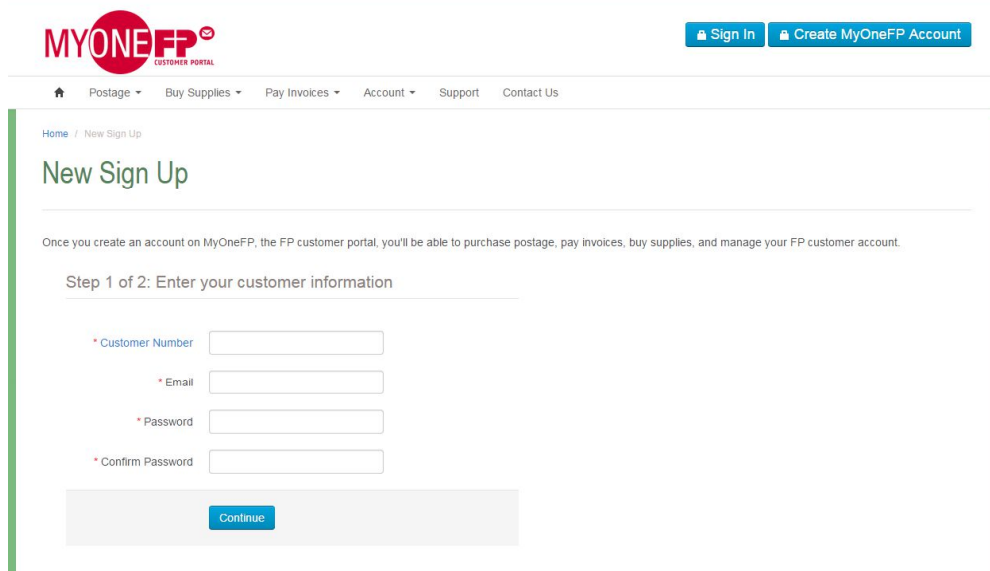 MYONEFP
CUSTOMER PORTAL
Sign In
Create MyOneFP Account
Postage
Buy Supplies
Pay Invoices
Account
Support
Contact Us
Home / New Sign Up
New Sign Up
Once you create an account on MyOneFP, the FP customer portal, you'll be able to purchase postage, pay invoices, buy supplies, and manage your FP customer account.
Step 1 of 2: Enter your customer information
* Customer Number
* Email
* Password
* Confirm Password
Continue